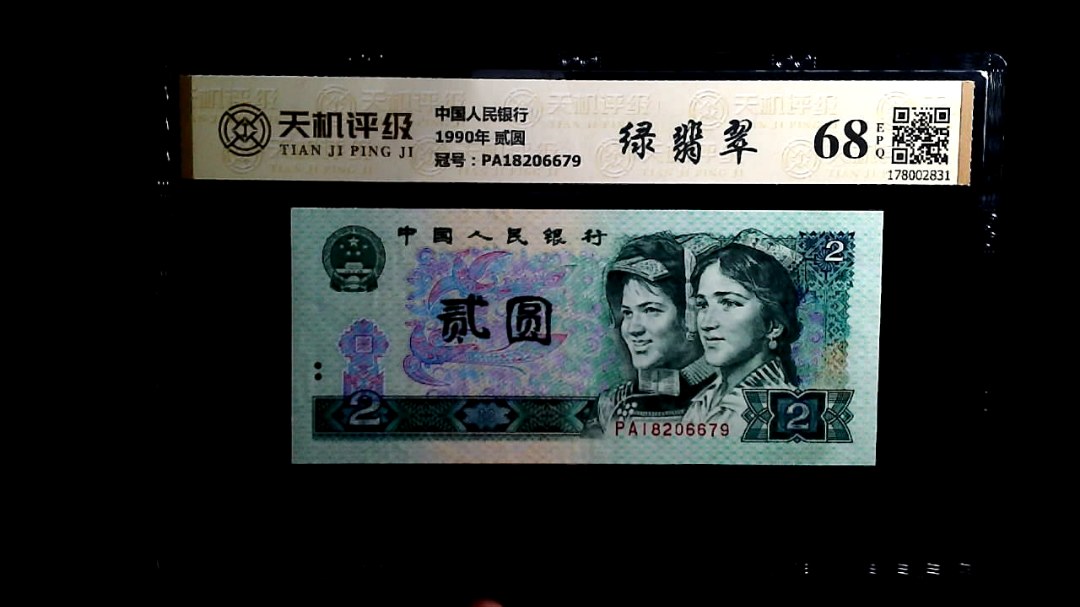 天机评级
TIAN JI PING JI
中国人民银行
1990年 贰圆
冠号：PA18206679
绿翡翠
68
EPQ
178002831
中国人民银行
2
贰圆
2
PA18206679
2